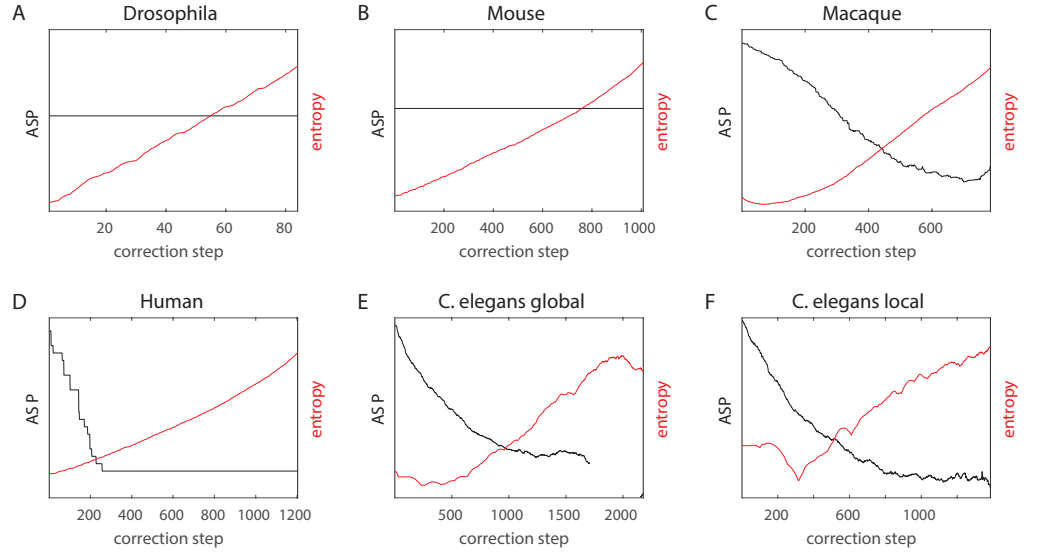 A Drosophila
ASP
entropy
20 40 60 80
correction step
B Mouse
ASP
entropy
200 400 600 800 1000
correction step
C Macaque
ASP
entropy
200 400 600
correction step
D Human
ASP
entropy
200 400 600 800 1000 1200
correction step
E C. elegans global
ASP
entropy
500 1000 1500 2000
correction step
F C. elegans local
ASP
entropy
200 600 1000
correction step